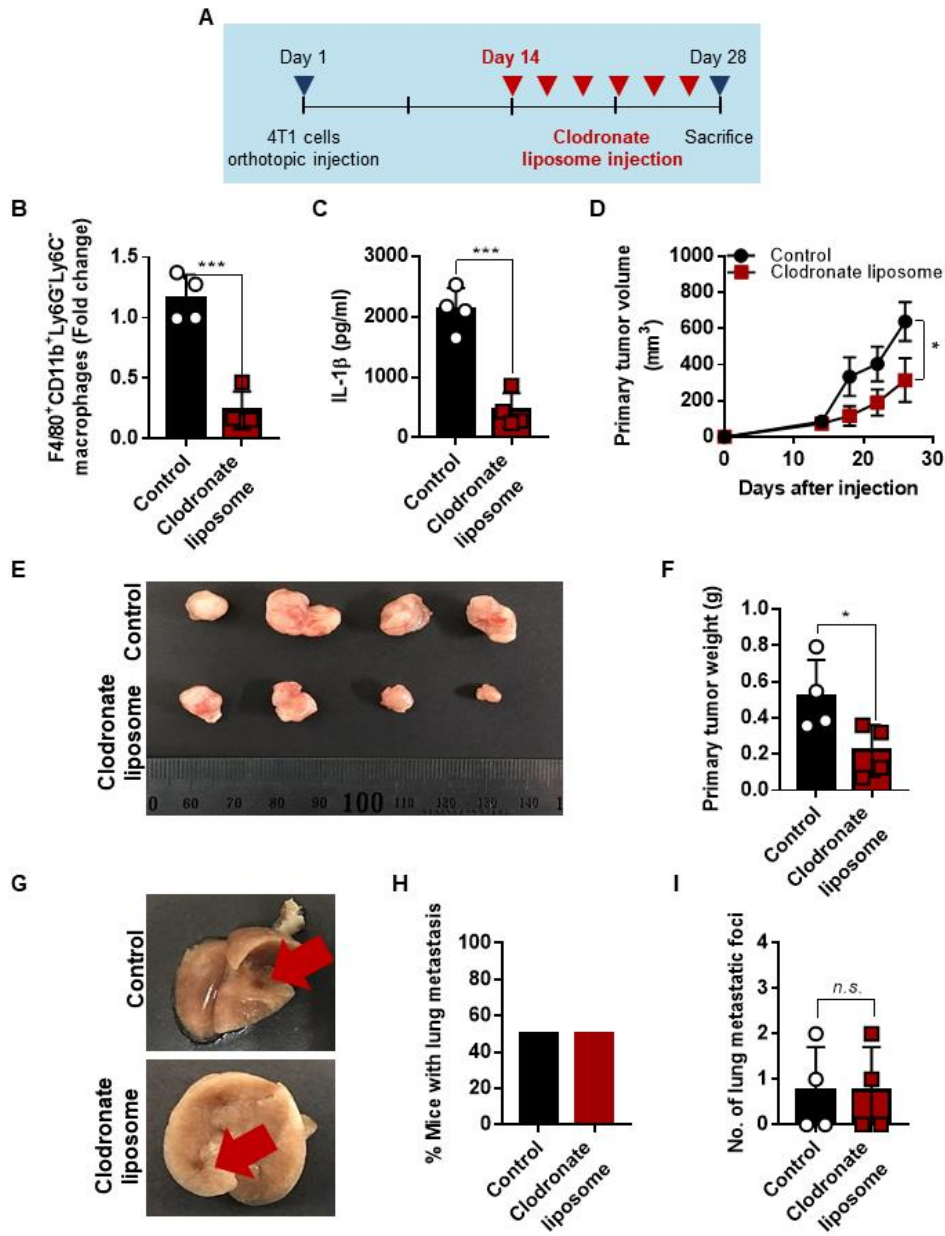 A
Day 1
Day 14
Day 28
4T1 cells
orthotopic injection
Clodronate
liposome injection
Sacrifice
B
F4/80+CD11b+Ly6G-Ly6C-
macrophages (Fold change)
1.5
1.0
0.5
0.0
***
Control
Clodronate
liposome
C
IL-1β (pg/ml)
3000
2000
1000
0
***
Control
Clodronate
liposome
D
Primary tumor volume
(mm3)
1000
800
600
400
200
0
Control
Clodronate liposome
*
0 10 20 30
Days after injection
E
Control
Clodronate
liposome
0 60 70 80 90 100 110 120 130 140 1
F
Primary tumor weight (g)
1.0
0.8
0.6
0.4
0.2
0.0
*
Control
Clodronate
liposome
G
Control
Clodronate
liposome
H
% Mice with lung metastasis
100
80
60
40
20
0
Control
Clodronate
liposome
I
No. of lung metastatic foci
4
3
2
1
0
n.s.
Control
Clodronate
liposome